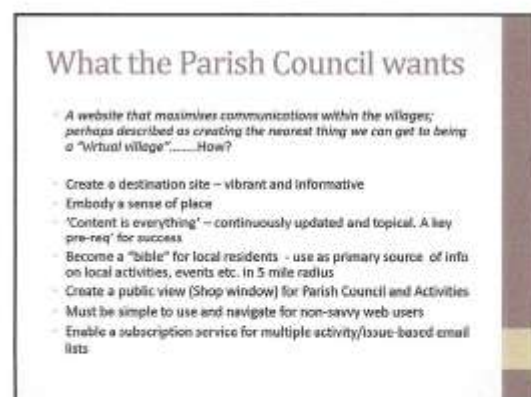 What the Parish Council wants
A website that maximises communications within the villages;
perhaps described as creating the nearest thing we can get to being
a "virtual village".......How?
Create a destination site – vibrant and informative
Embody a sense of place
'Content is everything' – continuously updated and topical. A key
pre-req' for success
Become a "bible" for local residents - use as primary source of info
on local activities, events etc. in 5 mile radius
Create a public view (Shop window) for Parish Council and Activities
Must be simple to use and navigate for non-savvy web users
Enable a subscription service for multiple activity/issue-based email
lists